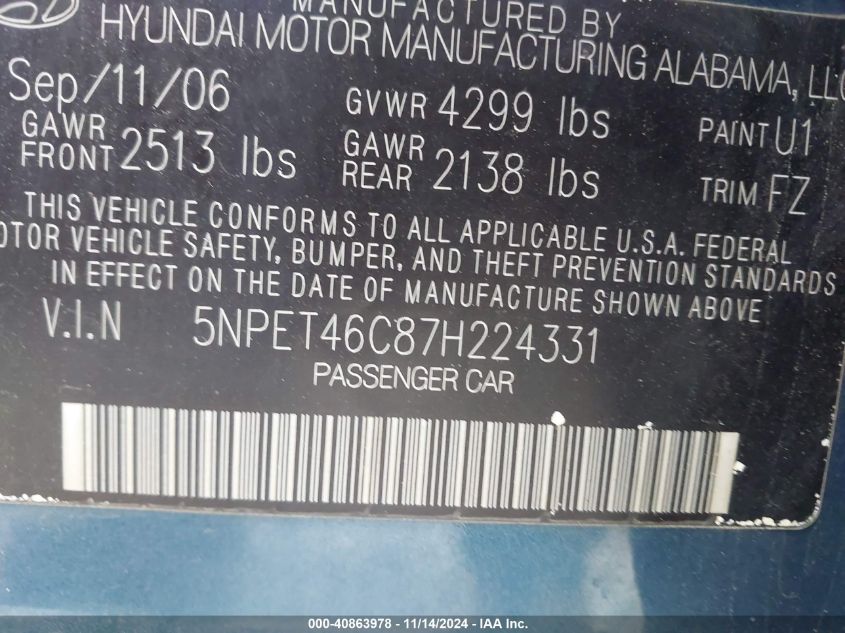 MANUFACTURED BY
HYUNDAI MOTOR MANUFACTURING ALABAMA, LLC
Sep/11/06 GVWR 4299 lbs PAINT U1
GAWR FRONT 2513 lbs GAWR REAR 2138 lbs TRIM FZ
THIS VEHICLE CONFORMS TO ALL APPLICABLE U.S.A. FEDERAL
OTOR VEHICLE SAFETY, BUMPER, AND THEFT PREVENTION STANDARDS
IN EFFECT ON THE DATE OF MANUFACTURE SHOWN ABOVE
V.I.N 5NPET46C87H224331
PASSENGER CAR
000-40863978 - 11/14/2024 - IAA Inc.